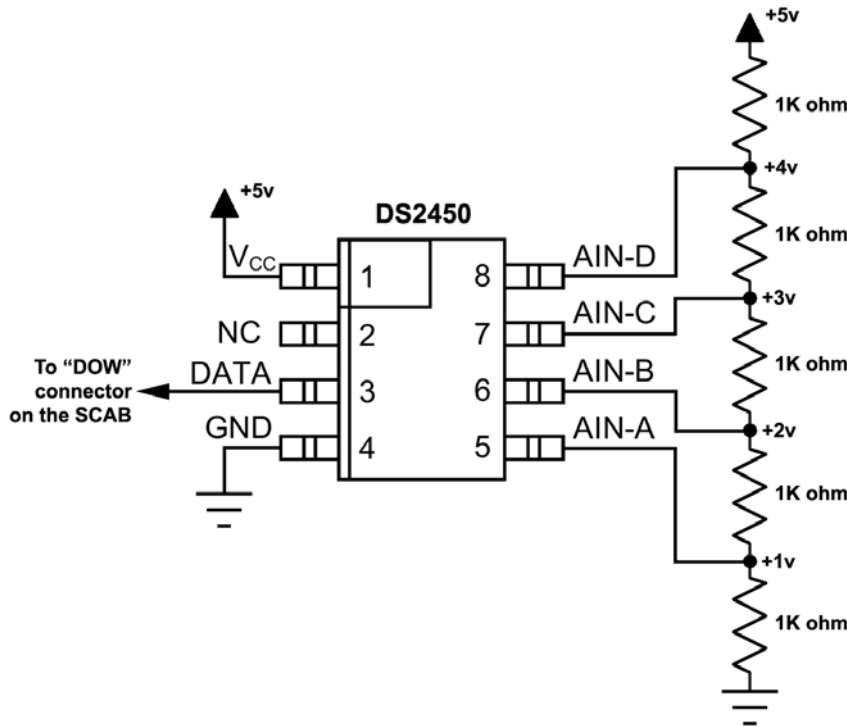 +5v
1K ohm
+4v
+5v
DS2450
1K ohm
VCC
1
8
AIN-D
NC
2
7
AIN-C
+3v
To “DOW”
connector
on the SCAB
DATA
3
6
AIN-B
1K ohm
GND
4
5
AIN-A
+2v
1K ohm
+1v
1K ohm